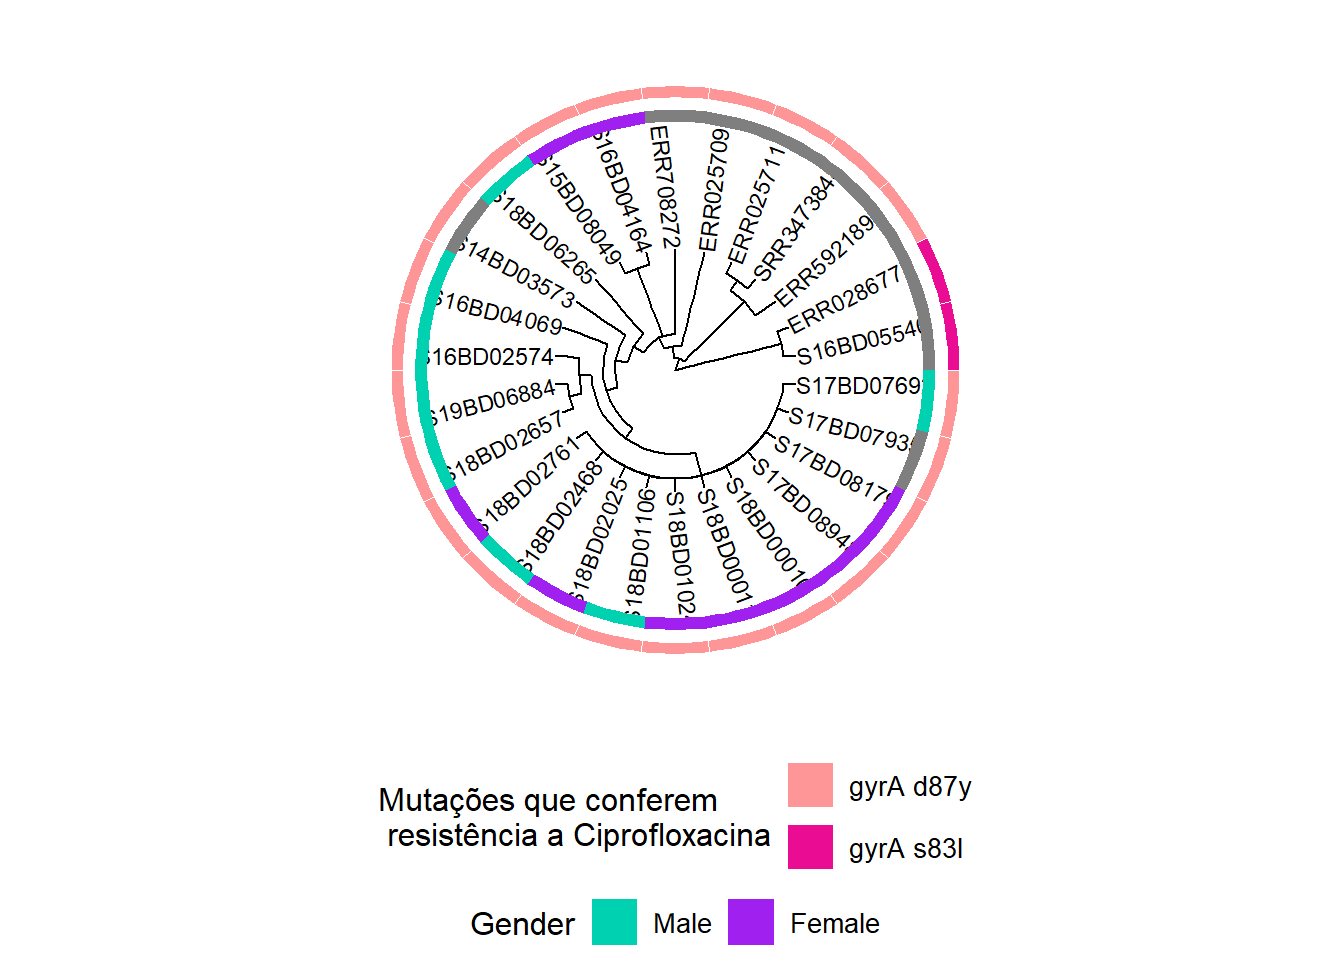 ERR708272
ERR025709
ERR025711
SRR347384
ERR592189
ERR028677
S16BD0554
S17BD0769
S17BD0793
S17BD0817
S17BD0894
S18BD0001
S18BD0001
S18BD0102
S18BD01106
S18BD02025
S18BD02468
S18BD02761
S18BD02657
S19BD06884
S16BD02574
S16BD04069
S14BD03573
S18BD06265
S15BD08049
S16BD04164
Mutações que conferem
resistência a Ciprofloxacina
gyrA d87y
gyrA s83l
Gender Male Female